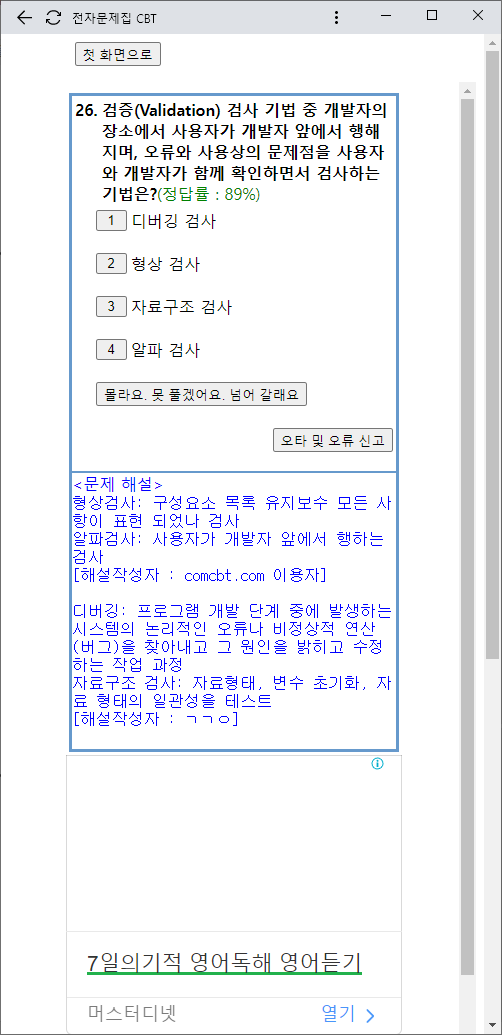 전자문제집 CBT
첫 화면으로
26. 검증(Validation) 검사 기법 중 개발자의
장소에서 사용자가 개발자 앞에서 행해
지며, 오류와 사용상의 문제점을 사용자
와 개발자가 함께 확인하면서 검사하는
기법은?(정답률 : 89%)
1 디버깅 검사
2 형상 검사
3 자료구조 검사
4 알파 검사
몰라요. 못 풀겠어요. 넘어 갈래요
오타 및 오류 신고
<문제 해설>
형상검사: 구성요소 목록 유지보수 모든 사
항이 표현 되었나 검사
알파검사: 사용자가 개발자 앞에서 행하는
검사
[해설작성자 : comcbt.com 이용자]
디버깅: 프로그램 개발 단계 중에 발생하는
시스템의 논리적인 오류나 비정상적 연산
(버그)을 찾아내고 그 원인을 밝히고 수정
하는 작업 과정
자료구조 검사: 자료형태, 변수 초기화, 자
료 형태의 일관성을 테스트
[해설작성자 : ㄱㄱㅇ]
7일의기적 영어독해 영어듣기
머스터디넷
열기